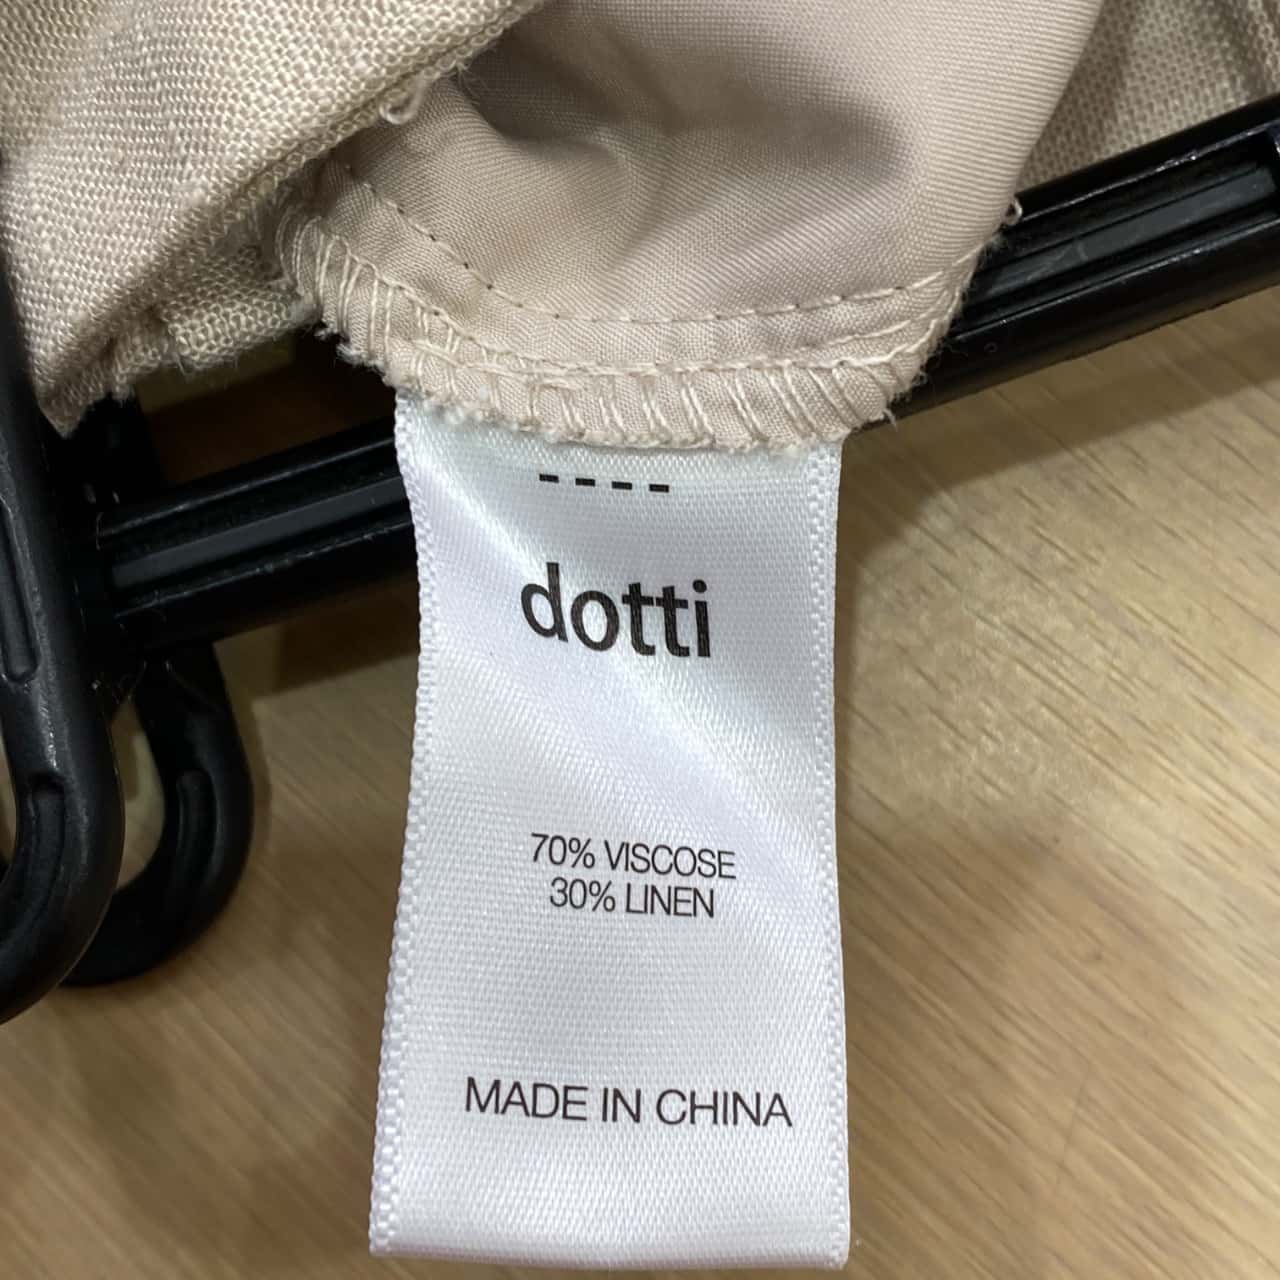 dotti
70% VISCOSE
30% LINEN
MADE IN CHINA